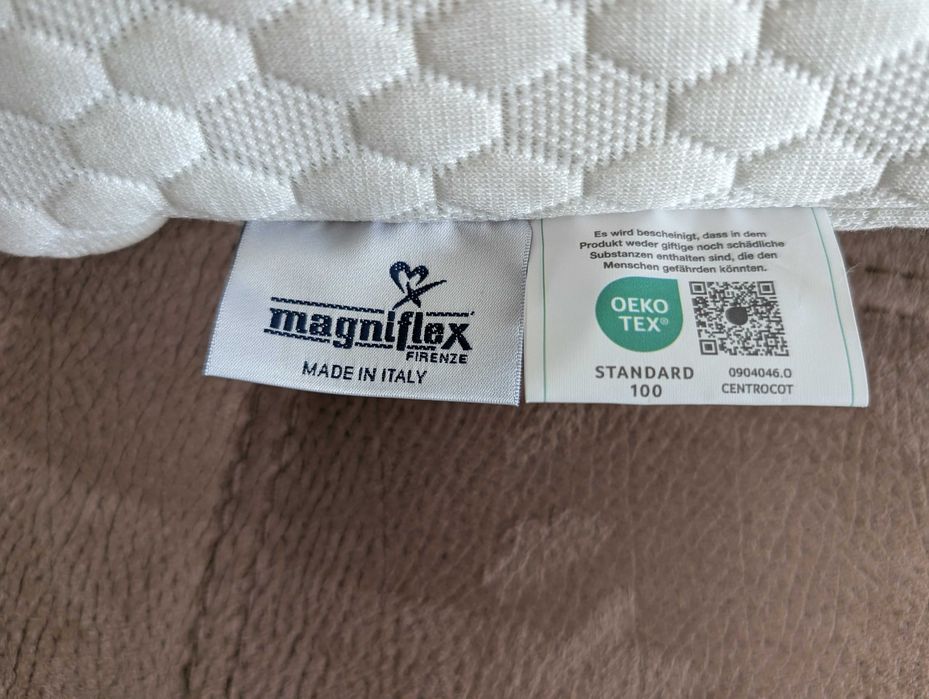 magniflex
FIRENZE
MADE IN ITALY
Es wird bescheinigt, dass in dem
Produkt weder giftige noch schädliche
Substanzen enthalten sind, die den
Menschen gefährden könnten.
OEKO
TEX®
STANDARD
100
0904046.O
CENTROCOT